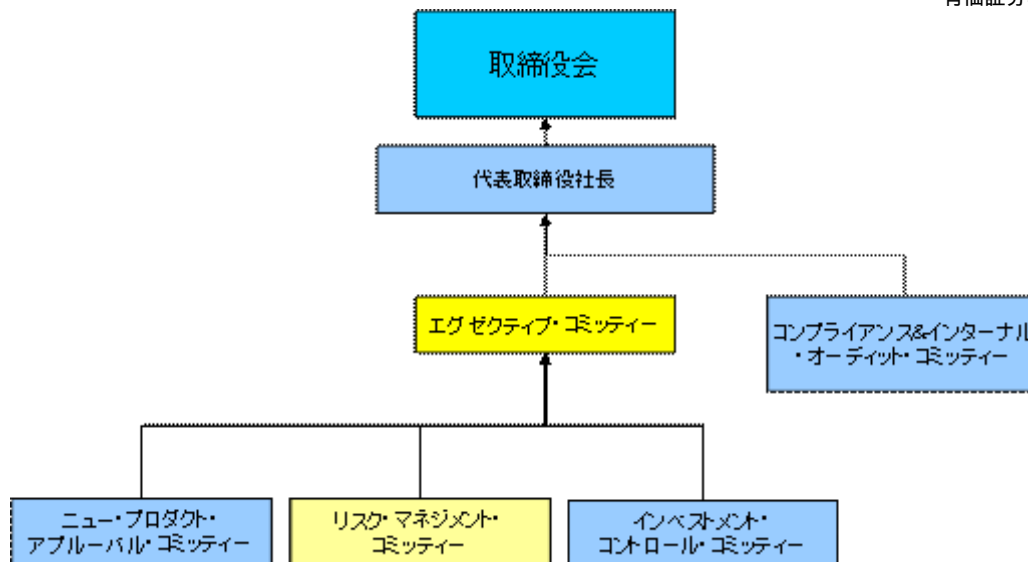 取締役会
代表取締役社長
エグゼクティブ・コミッティー
コンプライアンス&インターナル
・オーディット・コミッティー
ニュー・プロダクト・
アプルーバル・コミッティー
リスク・マネジメント・
コミッティー
インベストメント・
コントロール・コミッティー